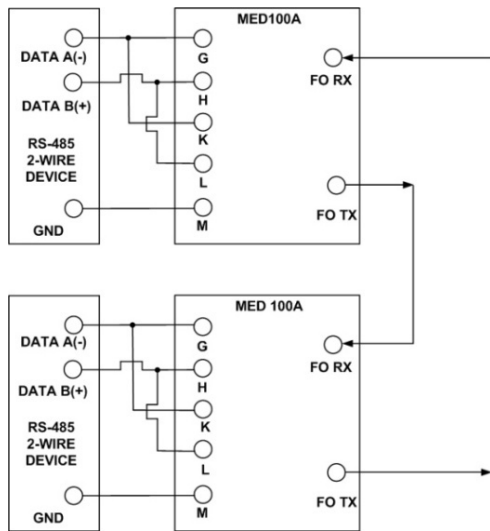 MED100A
DATA A(-)
G
FO RX
H
DATA B(+)
K
RS-485
2-WIRE
DEVICE
L
FO TX
M
GND
MED 100A
DATA A(-)
G
FO RX
H
DATA B(+)
K
RS-485
2-WIRE
DEVICE
L
FO TX
M
GND